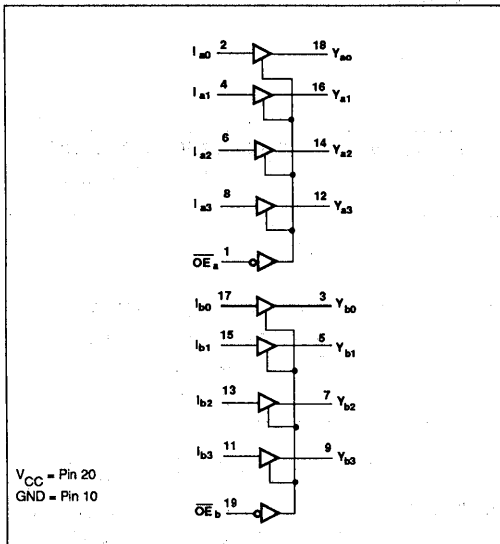 I a0 2 18 Y ao
I a1 4 16 Y a1
I a2 6 14 Y a2
I a3 8 12 Y a3
OE a 1
I b0 17 3 Y b0
I b1 15 5 Y b1
I b2 13 7 Y b2
I b3 11 9 Y b3
V CC = Pin 20
GND = Pin 10
OE b 19